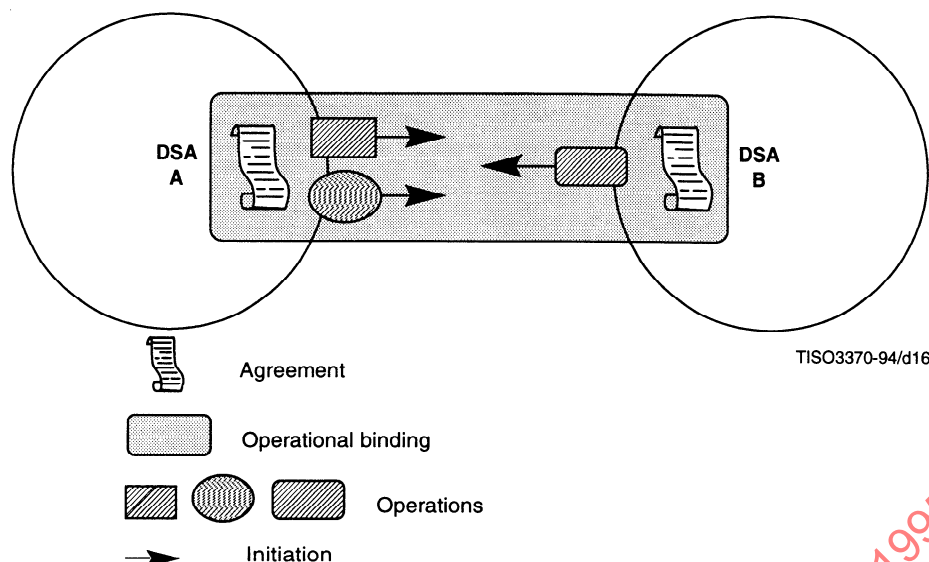 DSA
A
DSA
B
TISO3370-94/d16
Agreement
Operational binding
Operations
Initiation